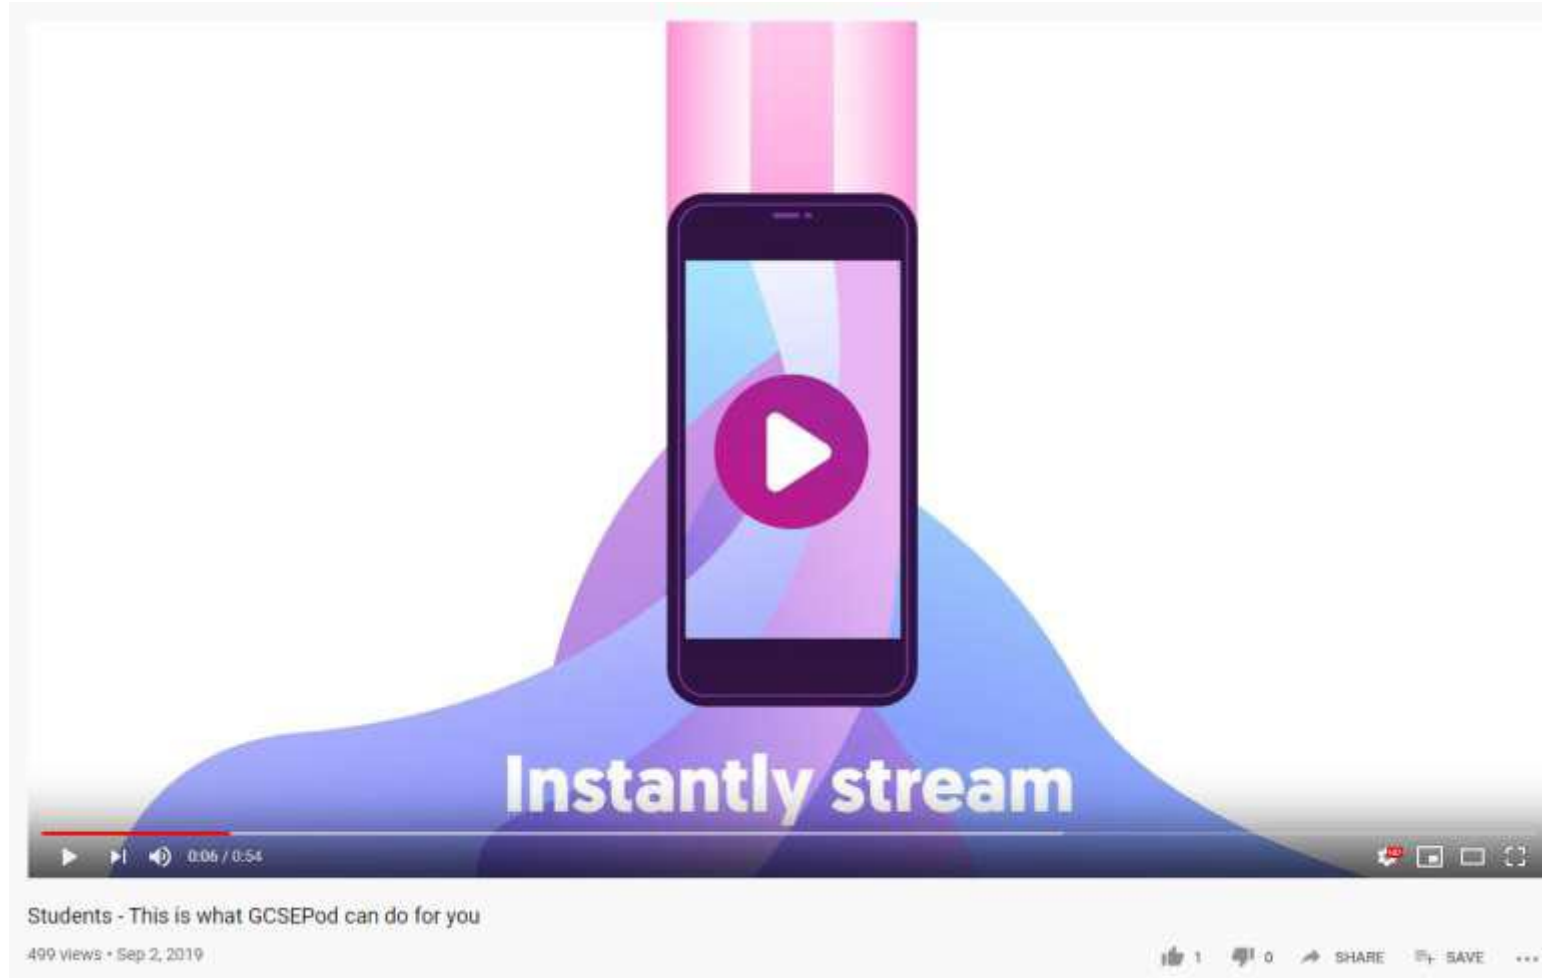 Instantly stream
0:06 / 0:54
HD
Students - This is what GCSEPod can do for you
499 views • Sep 2, 2019
1 0 SHARE SAVE